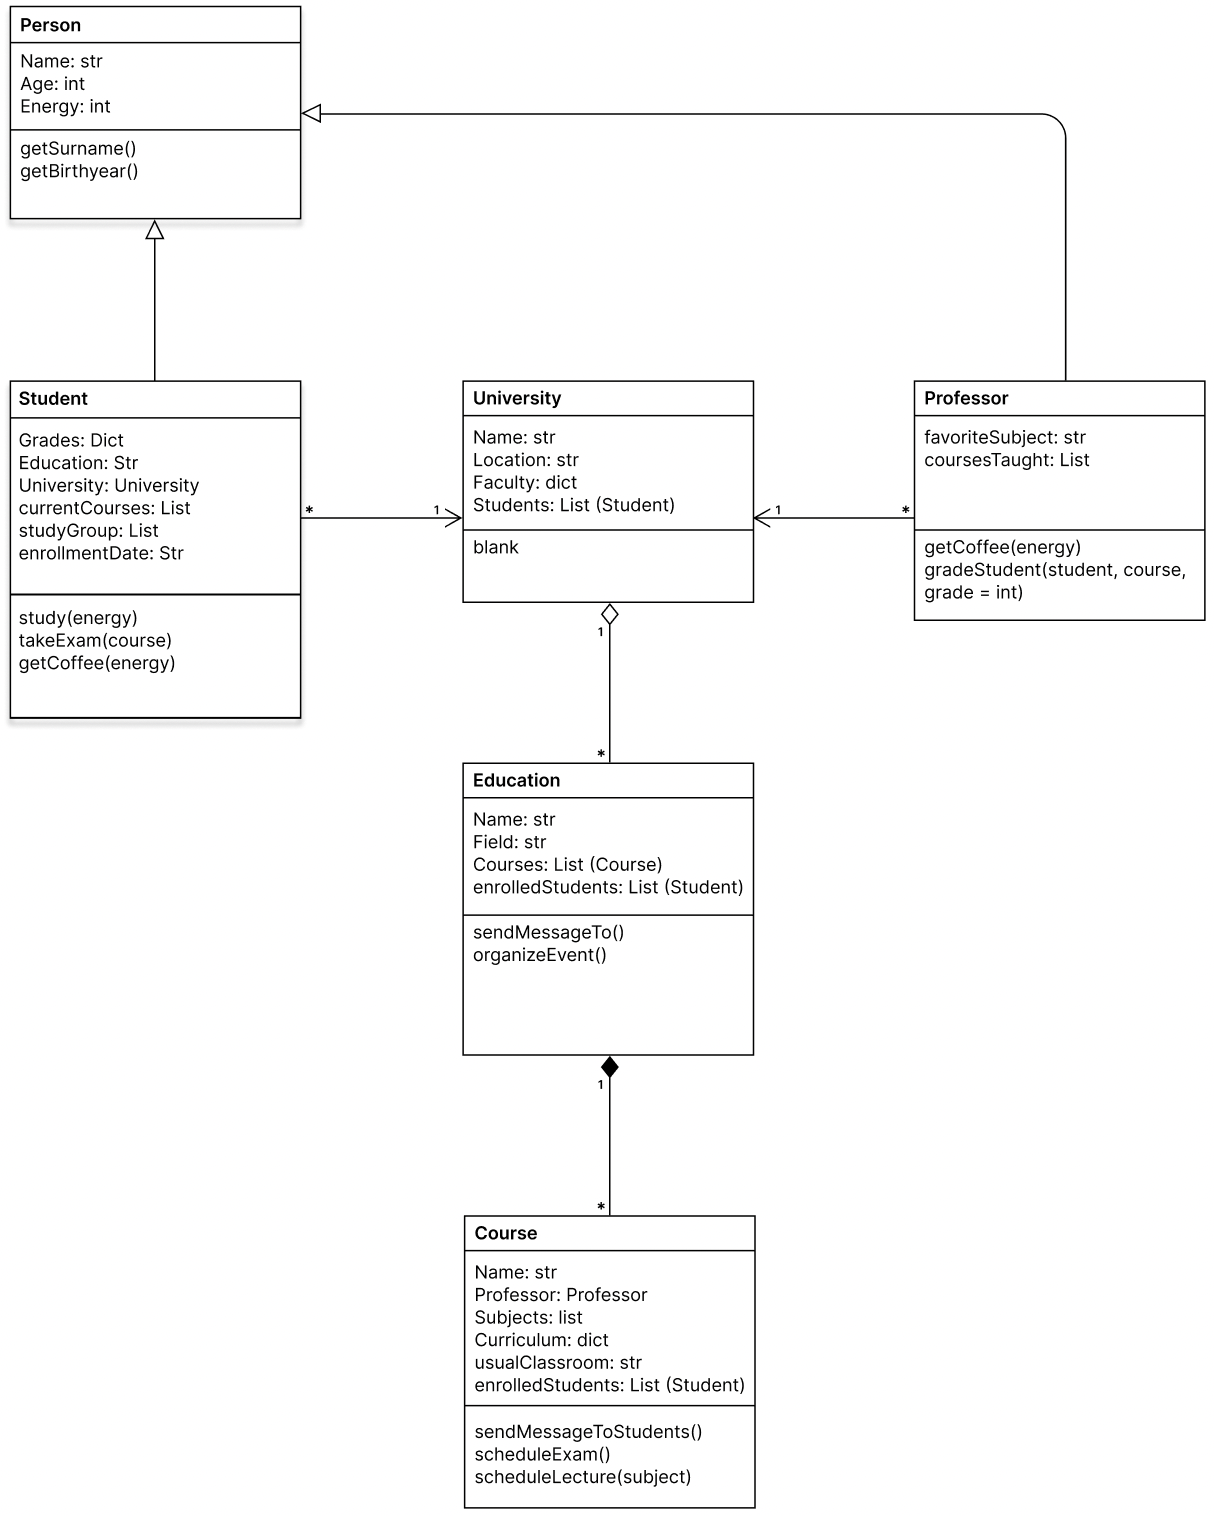 Person
Name: str
Age: int
Energy: int
getSurname()
getBirthyear()
Student
Grades: Dict
Education: Str
University: University
currentCourses: List
studyGroup: List
enrollmentDate: Str
study(energy)
takeExam(course)
getCoffee(energy)
*
1
University
Name: str
Location: str
Faculty: dict
Students: List (Student)
blank
1
*
Professor
favoriteSubject: str
coursesTaught: List
getCoffee(energy)
gradeStudent(student, course,
grade = int)
1
*
Education
Name: str
Field: str
Courses: List (Course)
enrolledStudents: List (Student)
sendMessageTo()
organizeEvent()
1
*
Course
Name: str
Professor: Professor
Subjects: list
Curriculum: dict
usualClassroom: str
enrolledStudents: List (Student)
sendMessageToStudents()
scheduleExam()
scheduleLecture(subject)